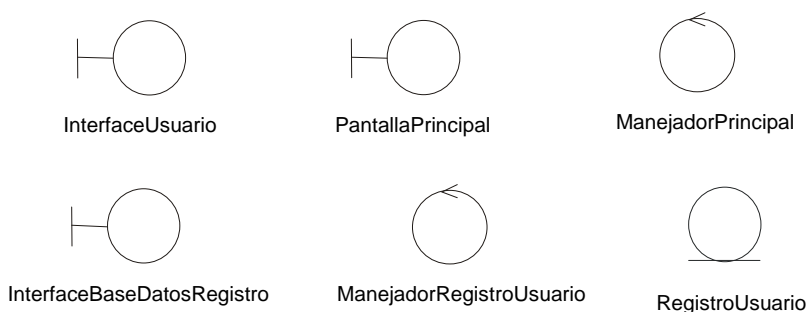 InterfaceUsuario
PantallaPrincipal
ManejadorPrincipal
InterfaceBaseDatosRegistro
ManejadorRegistroUsuario
RegistroUsuario